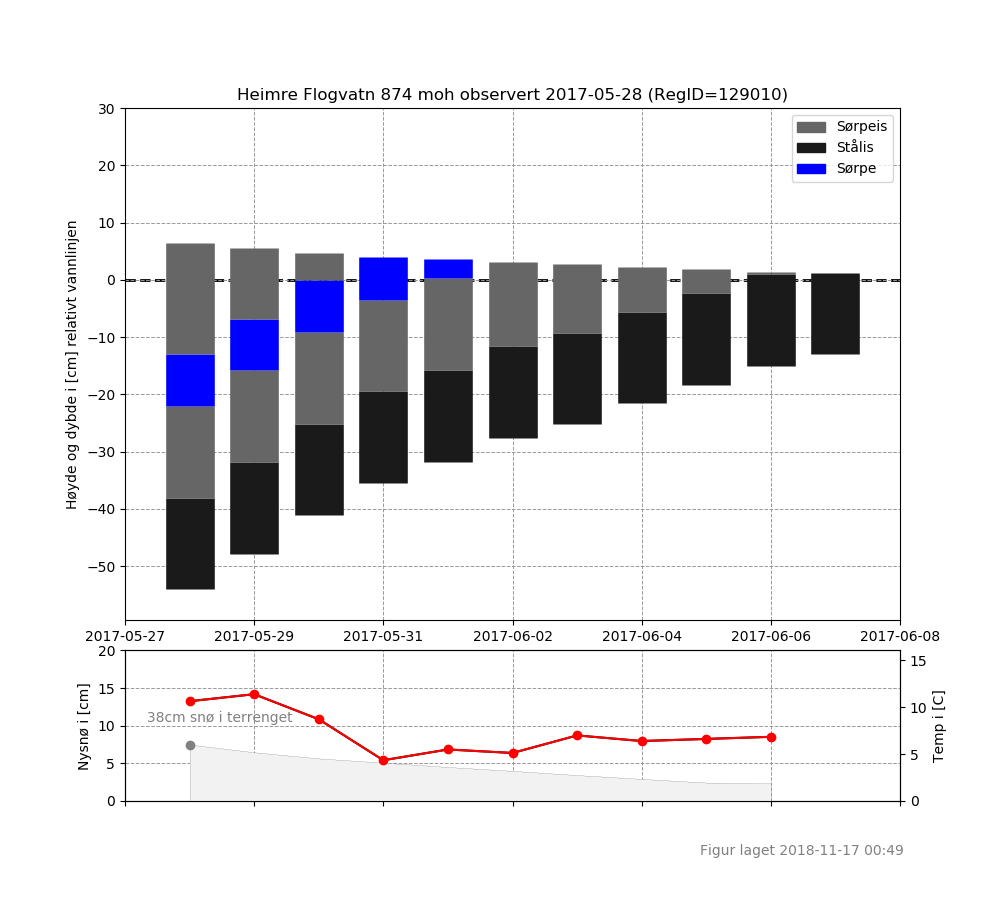 Heimre Flogvatn 874 moh observert 2017-05-28 (RegID=129010)
Høyde og dybde i [cm] relativt vannlinjen
30
20
10
0
−10
−20
−30
−40
−50
Sørpeis
Stålis
Sørpe
2017-05-27 2017-05-29 2017-05-31 2017-06-02 2017-06-04 2017-06-06 2017-06-08
Nysnø i [cm]
20
15
10
5
0
38cm snø i terrenget
15
10
5
0
Temp i [C]
Figur laget 2018-11-17 00:49